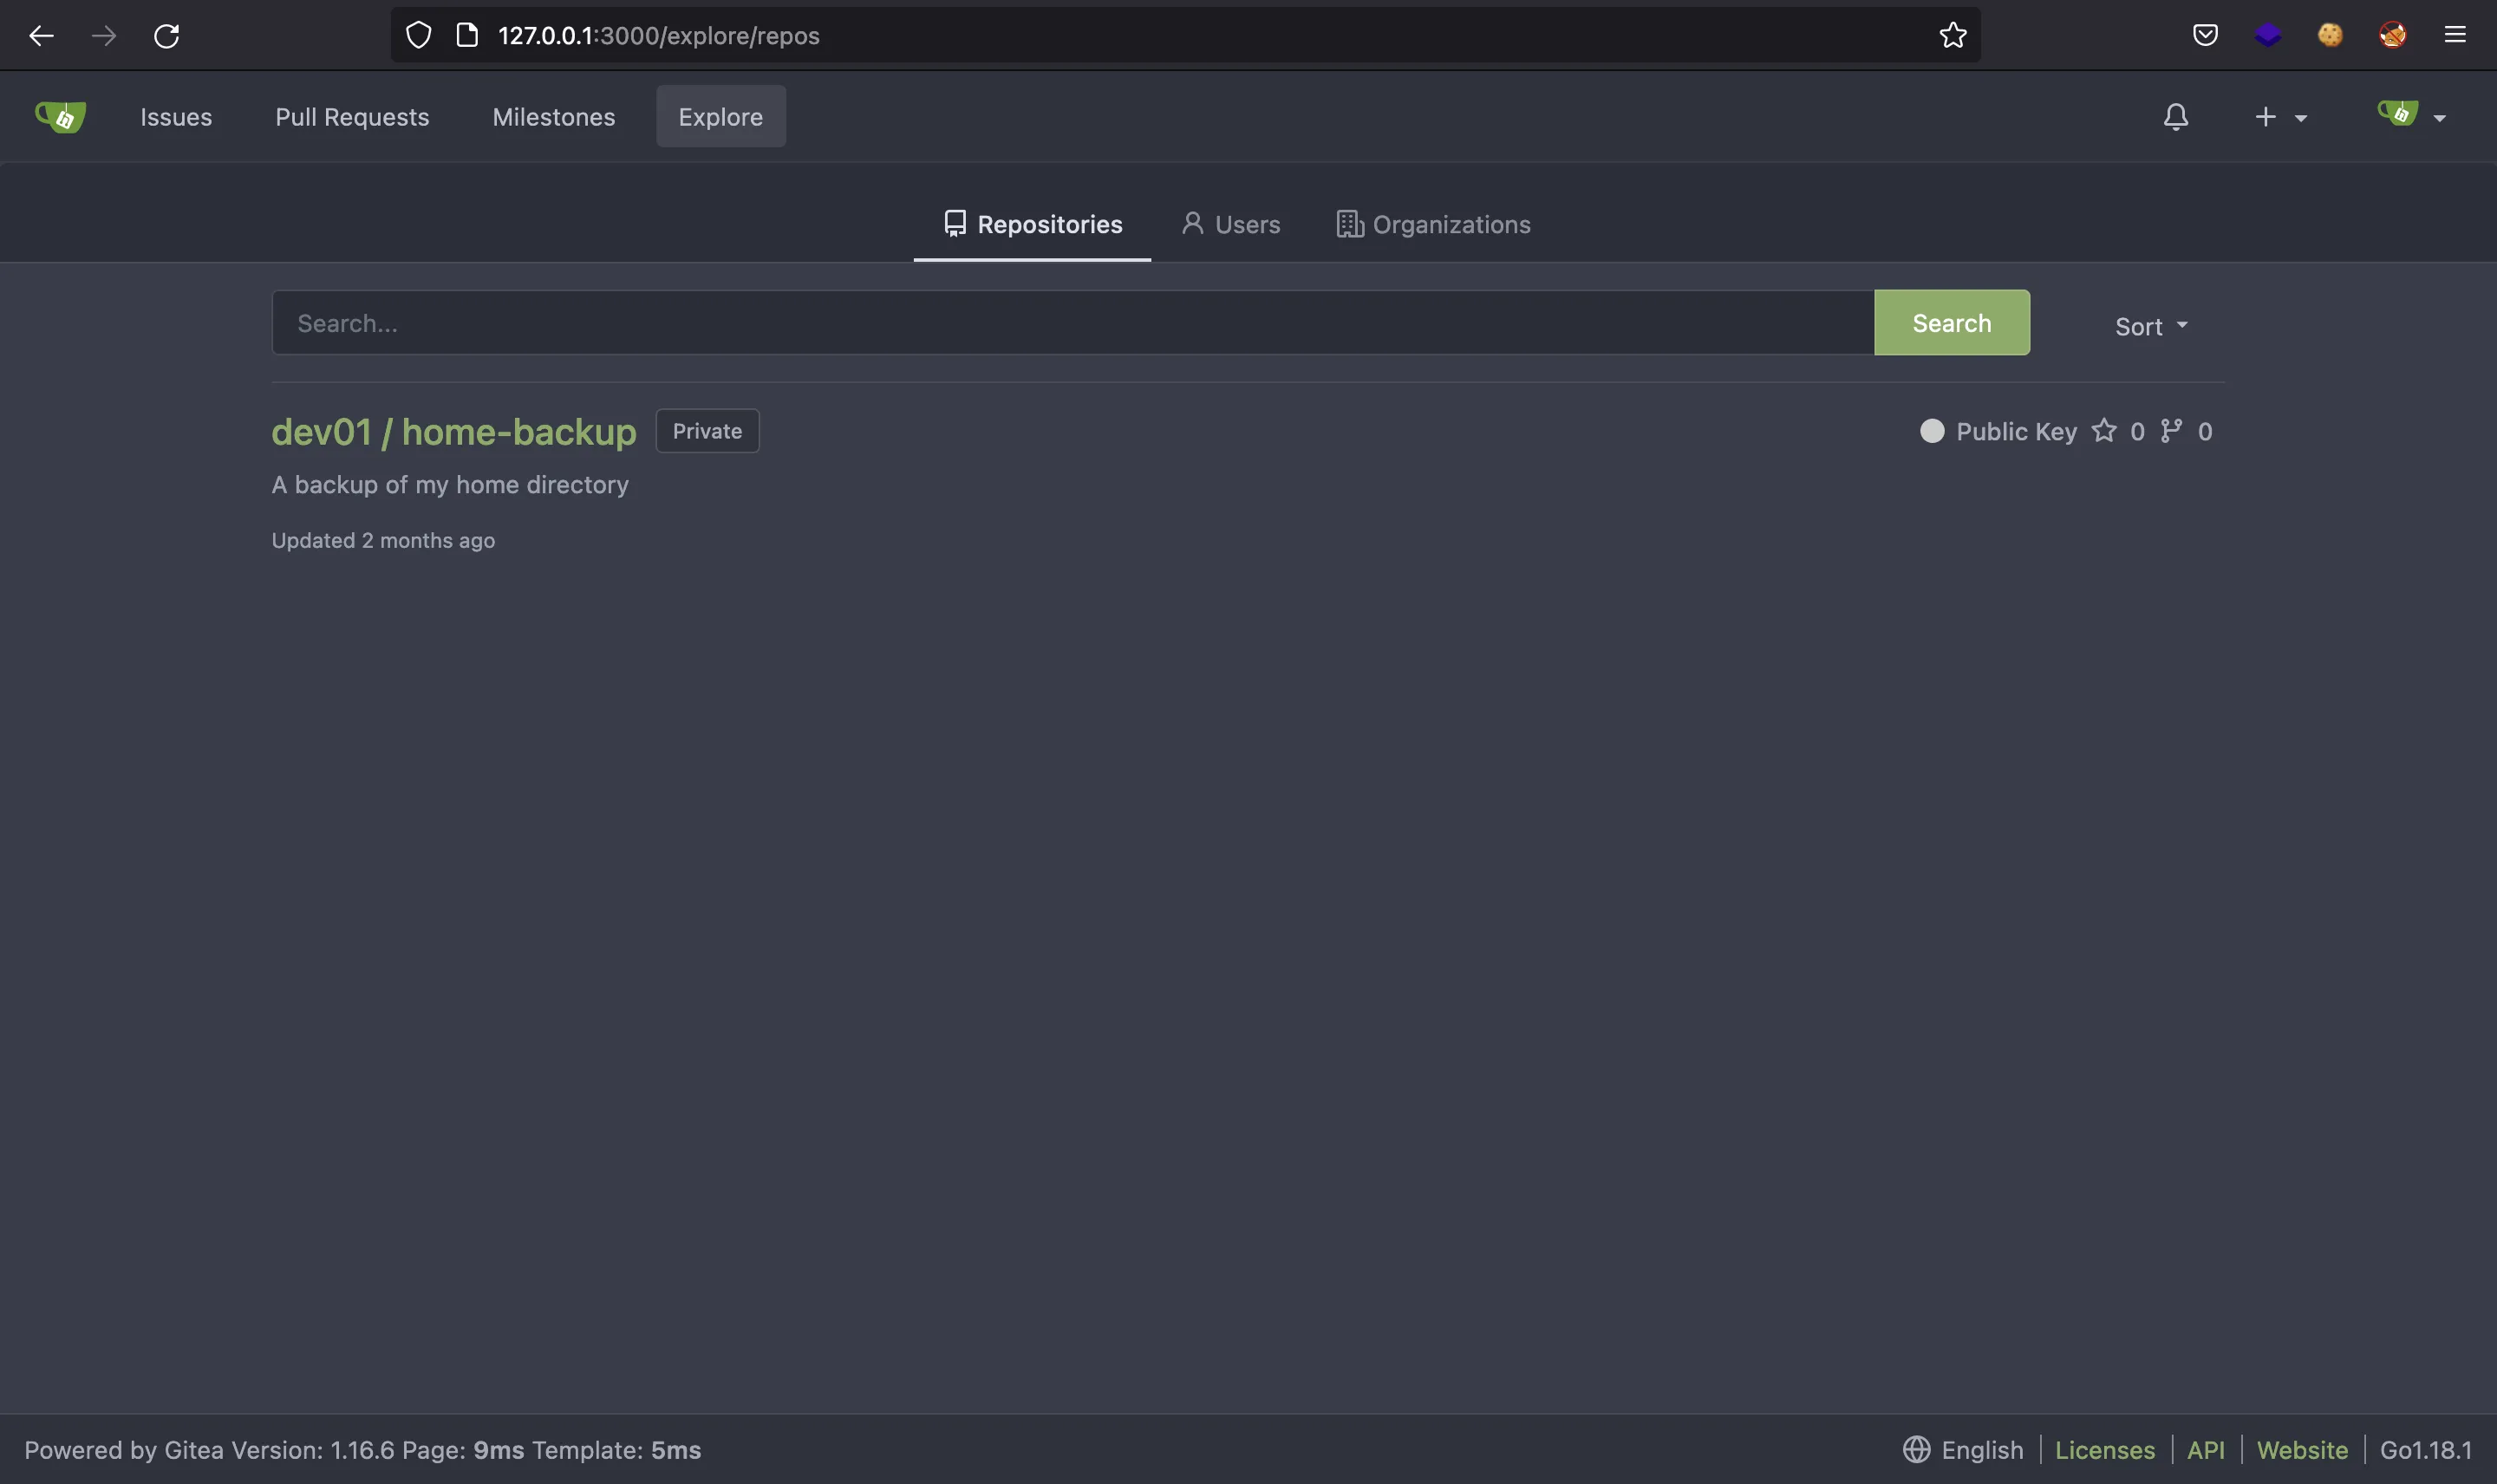 127.0.0.1:3000/explore/repos
Issues Pull Requests Milestones Explore
Repositories Users Organizations
Search... Search Sort
dev01 / home-backup Private Public Key 0 0
A backup of my home directory
Updated 2 months ago
Powered by Gitea Version: 1.16.6 Page: 9ms Template: 5ms English Licenses API Website Go1.18.1